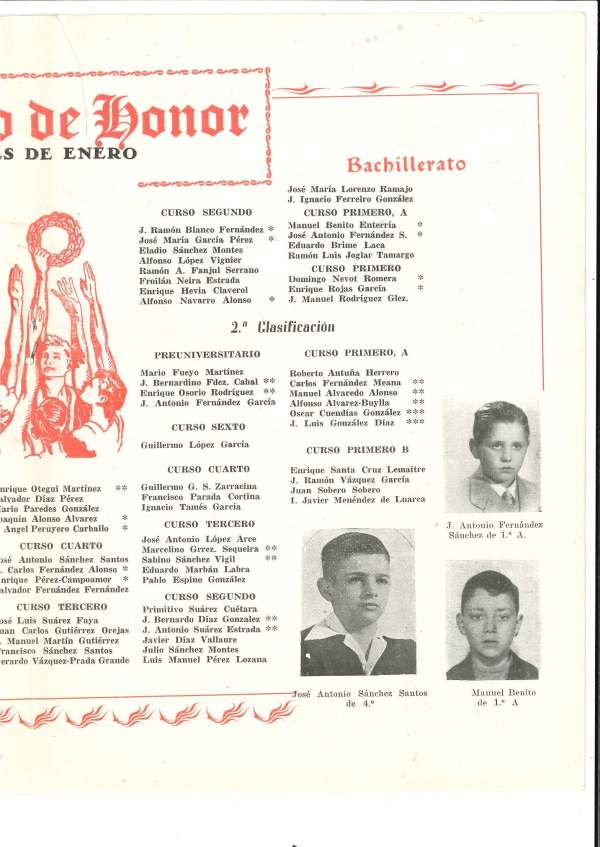 o de Honor
ES DE ENERO
Bachillerato
José María Lorenzo Ramajo
J. Ignacio Ferreiro González
CURSO PRIMERO, A
Manuel Benito Enterría *
José Antonio Fernández S. *
Eduardo Brime Laca
Ramón Luis Joglar Tamargo
CURSO PRIMERO
Domingo Nevot Romera *
Enrique Rojas García *
J. Manuel Rodríguez Glez.
CURSO SEGUNDO
J. Ramón Blanco Fernández *
José María García Pérez *
Eladio Sánchez Montes
Alfonso López Vignier
Ramón A. Fanjul Serrano
Froilán Neira Estrada
Enrique Hevia Claverol
Alfonso Navarro Alonso *
2.ª Clasificación
PREUNIVERSITARIO
Mario Fueyo Martínez
J. Bernardino Fdez. Cabal **
Enrique Osorio Rodríguez **
J. Antonio Fernández García
CURSO SEXTO
Guillermo López García
CURSO CUARTO
Guillermo G. S. Zarracina
Francisco Parada Cortina
Ignacio Tamés García
CURSO TERCERO
José Antonio López Arce
Marcelino Grrez. Sequeira **
Sabino Sánchez Vigil **
Eduardo Marbán Labra
Pablo Espino González
CURSO SEGUNDO
Primitivo Suárez Cuétara
J. Bernardo Díaz Gonzalez **
J. Antonio Suárez Estrada **
Javier Díaz Vallaure
Julio Sánchez Montes
Luis Manuel Pérez Lozana
CURSO PRIMERO, A
Roberto Antuña Herrero
Carlos Fernández Meana **
Manuel Alvaredo Alonso **
Alfonso Alvarez-Buylla **
Oscar Cuendias González ***
J. Luis González Díaz ***
CURSO PRIMERO B
Enrique Santa Cruz Lemaitre
J. Ramón Vázquez García
Juan Sobero Sobero
I. Javier Menéndez de Luarca
nrique Otegui Martínez **
alvador Díaz Pérez
ario Paredes González
oaquín Alonso Alvarez *
Angel Peruyero Carballo *
CURSO CUARTO
osé Antonio Sánchez Santos
. Carlos Fernández Alonso *
nrique Pérez-Campoamor *
alvador Fernández Fernández
CURSO TERCERO
osé Luis Suárez Faya
uan Carlos Gutiérrez Orejas
. Manuel Martín Gutiérrez
rancisco Sánchez Santos
erardo Vázquez-Prada Grande
J. Antonio Fernández
Sánchez de 1.º A.
José Antonio Sánchez Santos
de 4.º
Manuel Benito
de 1.º A